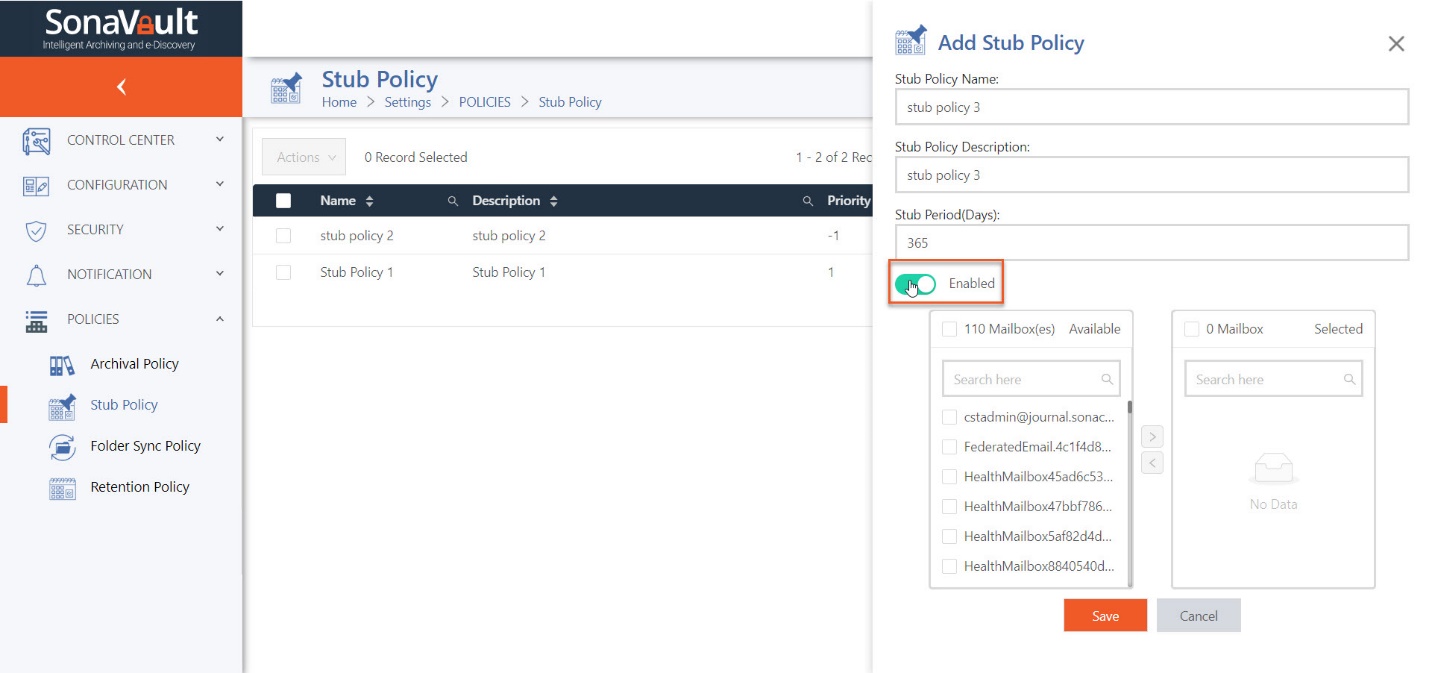 SonaVault
Intelligent Archiving and e-Discovery
CONTROL CENTER
CONFIGURATION
SECURITY
NOTIFICATION
POLICIES
Archival Policy
Stub Policy
Folder Sync Policy
Retention Policy
Stub Policy
Home > Settings > POLICIES > Stub Policy
Actions 0 Record Selected 1 - 2 of 2 Rec
Name Description Priority
stub policy 2 stub policy 2 -1
Stub Policy 1 Stub Policy 1 1
Add Stub Policy
Stub Policy Name:
stub policy 3
Stub Policy Description:
stub policy 3
Stub Period(Days):
365
Enabled
110 Mailbox(es) Available
Search here
cstadmin@journal.sonac...
FederatedEmail.4c1f4d8...
HealthMailbox45ad6c53...
HealthMailbox47bbf786...
HealthMailbox5af82d4d...
HealthMailbox8840540d...
0 Mailbox Selected
Search here
No Data
Save Cancel